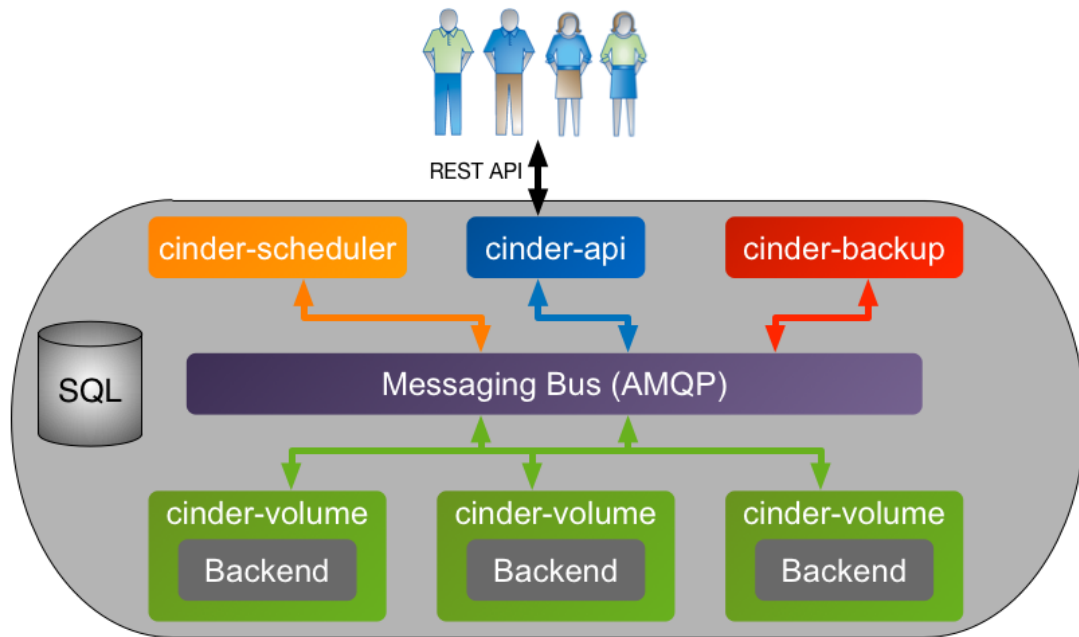 REST API
cinder-scheduler
cinder-api
cinder-backup
SQL
Messaging Bus (AMQP)
cinder-volume
cinder-volume
cinder-volume
Backend
Backend
Backend